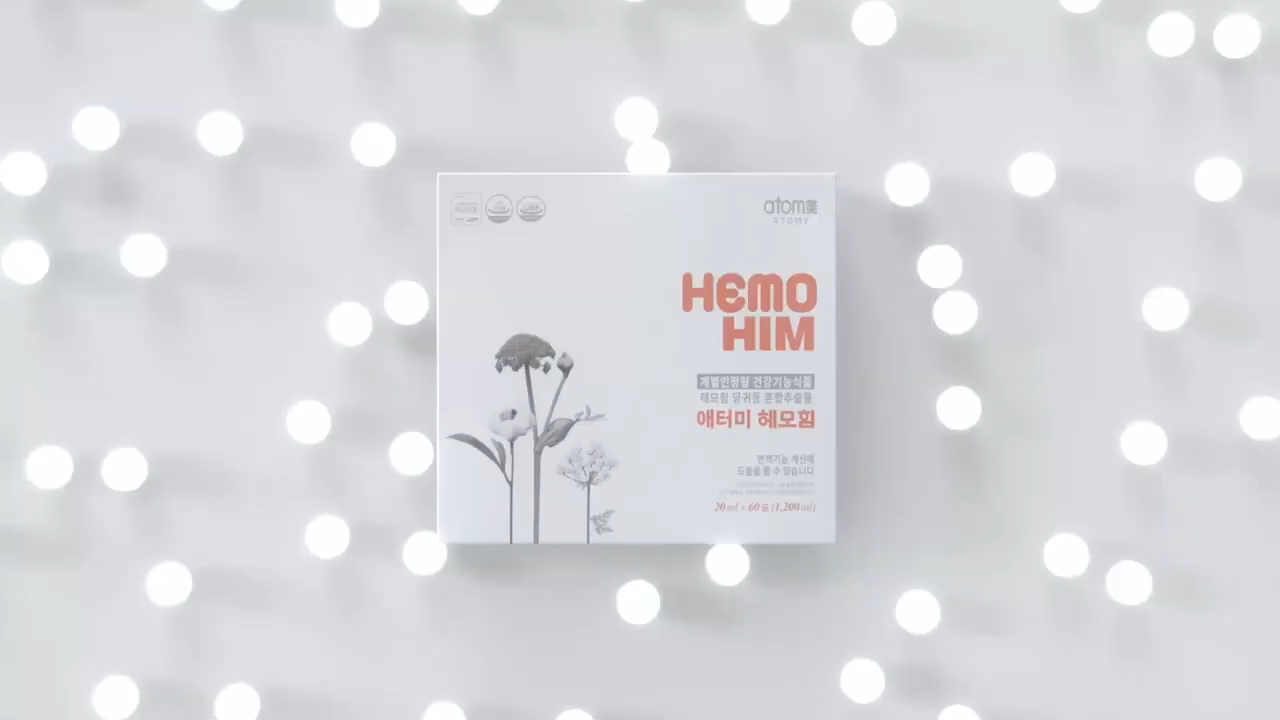 atom美
ATOMY
HEMO
HIM
개별인정형 건강기능식품
헤모힘 당귀등 혼합추출물
애터미 헤모힘
면역기능 개선에
도움을 줄 수 있습니다
20 ml × 60 포 (1,200 ml)